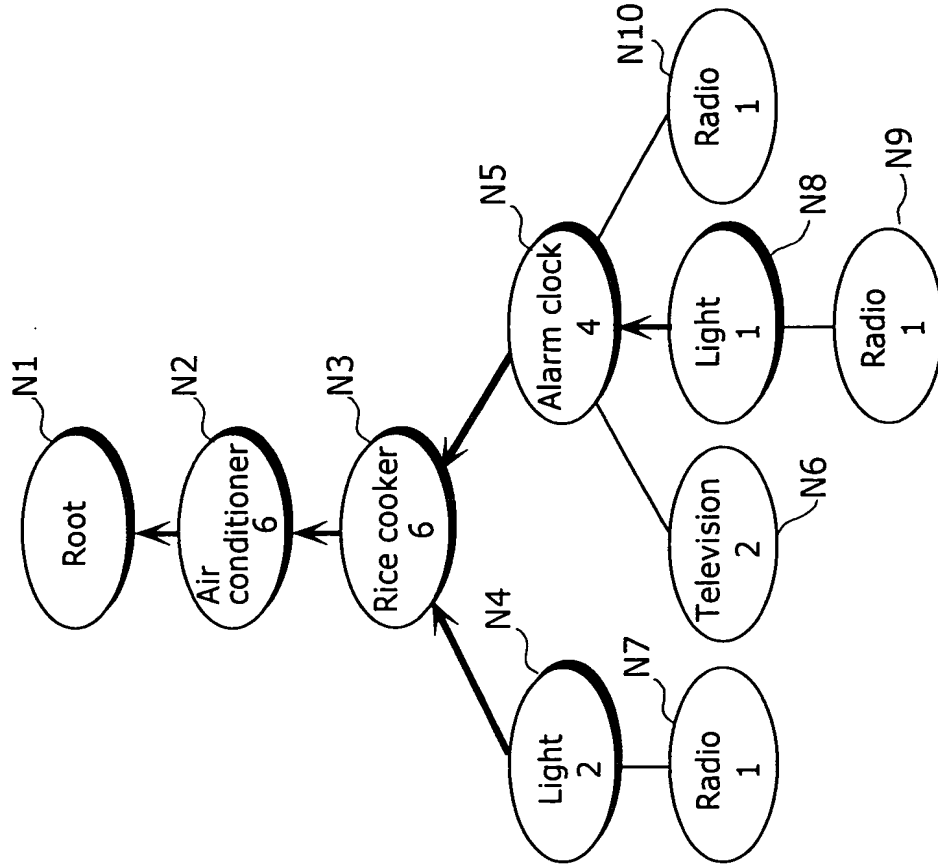 N1
Root
N2
Air
conditioner
6
N3
Rice cooker
6
N4
Light
2
N5
Alarm clock
4
N7
Radio
1
Television
2
N6
Light
1
N8
N10
Radio
1
Radio
1
N9